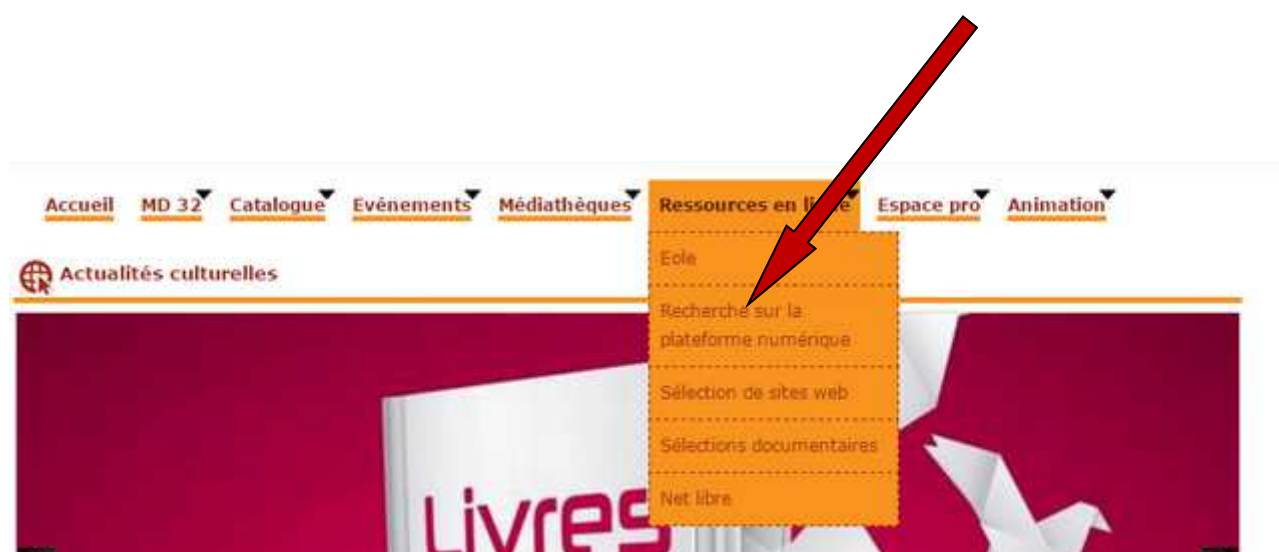 Accueil MD 32 Catalogue Evénements Médiathèques Ressources en ligne Espace pro Animation
Actualités culturelles
Eole
Recherche sur la
plateforme numérique
Sélection de sites web
Sélections documentaires
Net libre
Livres